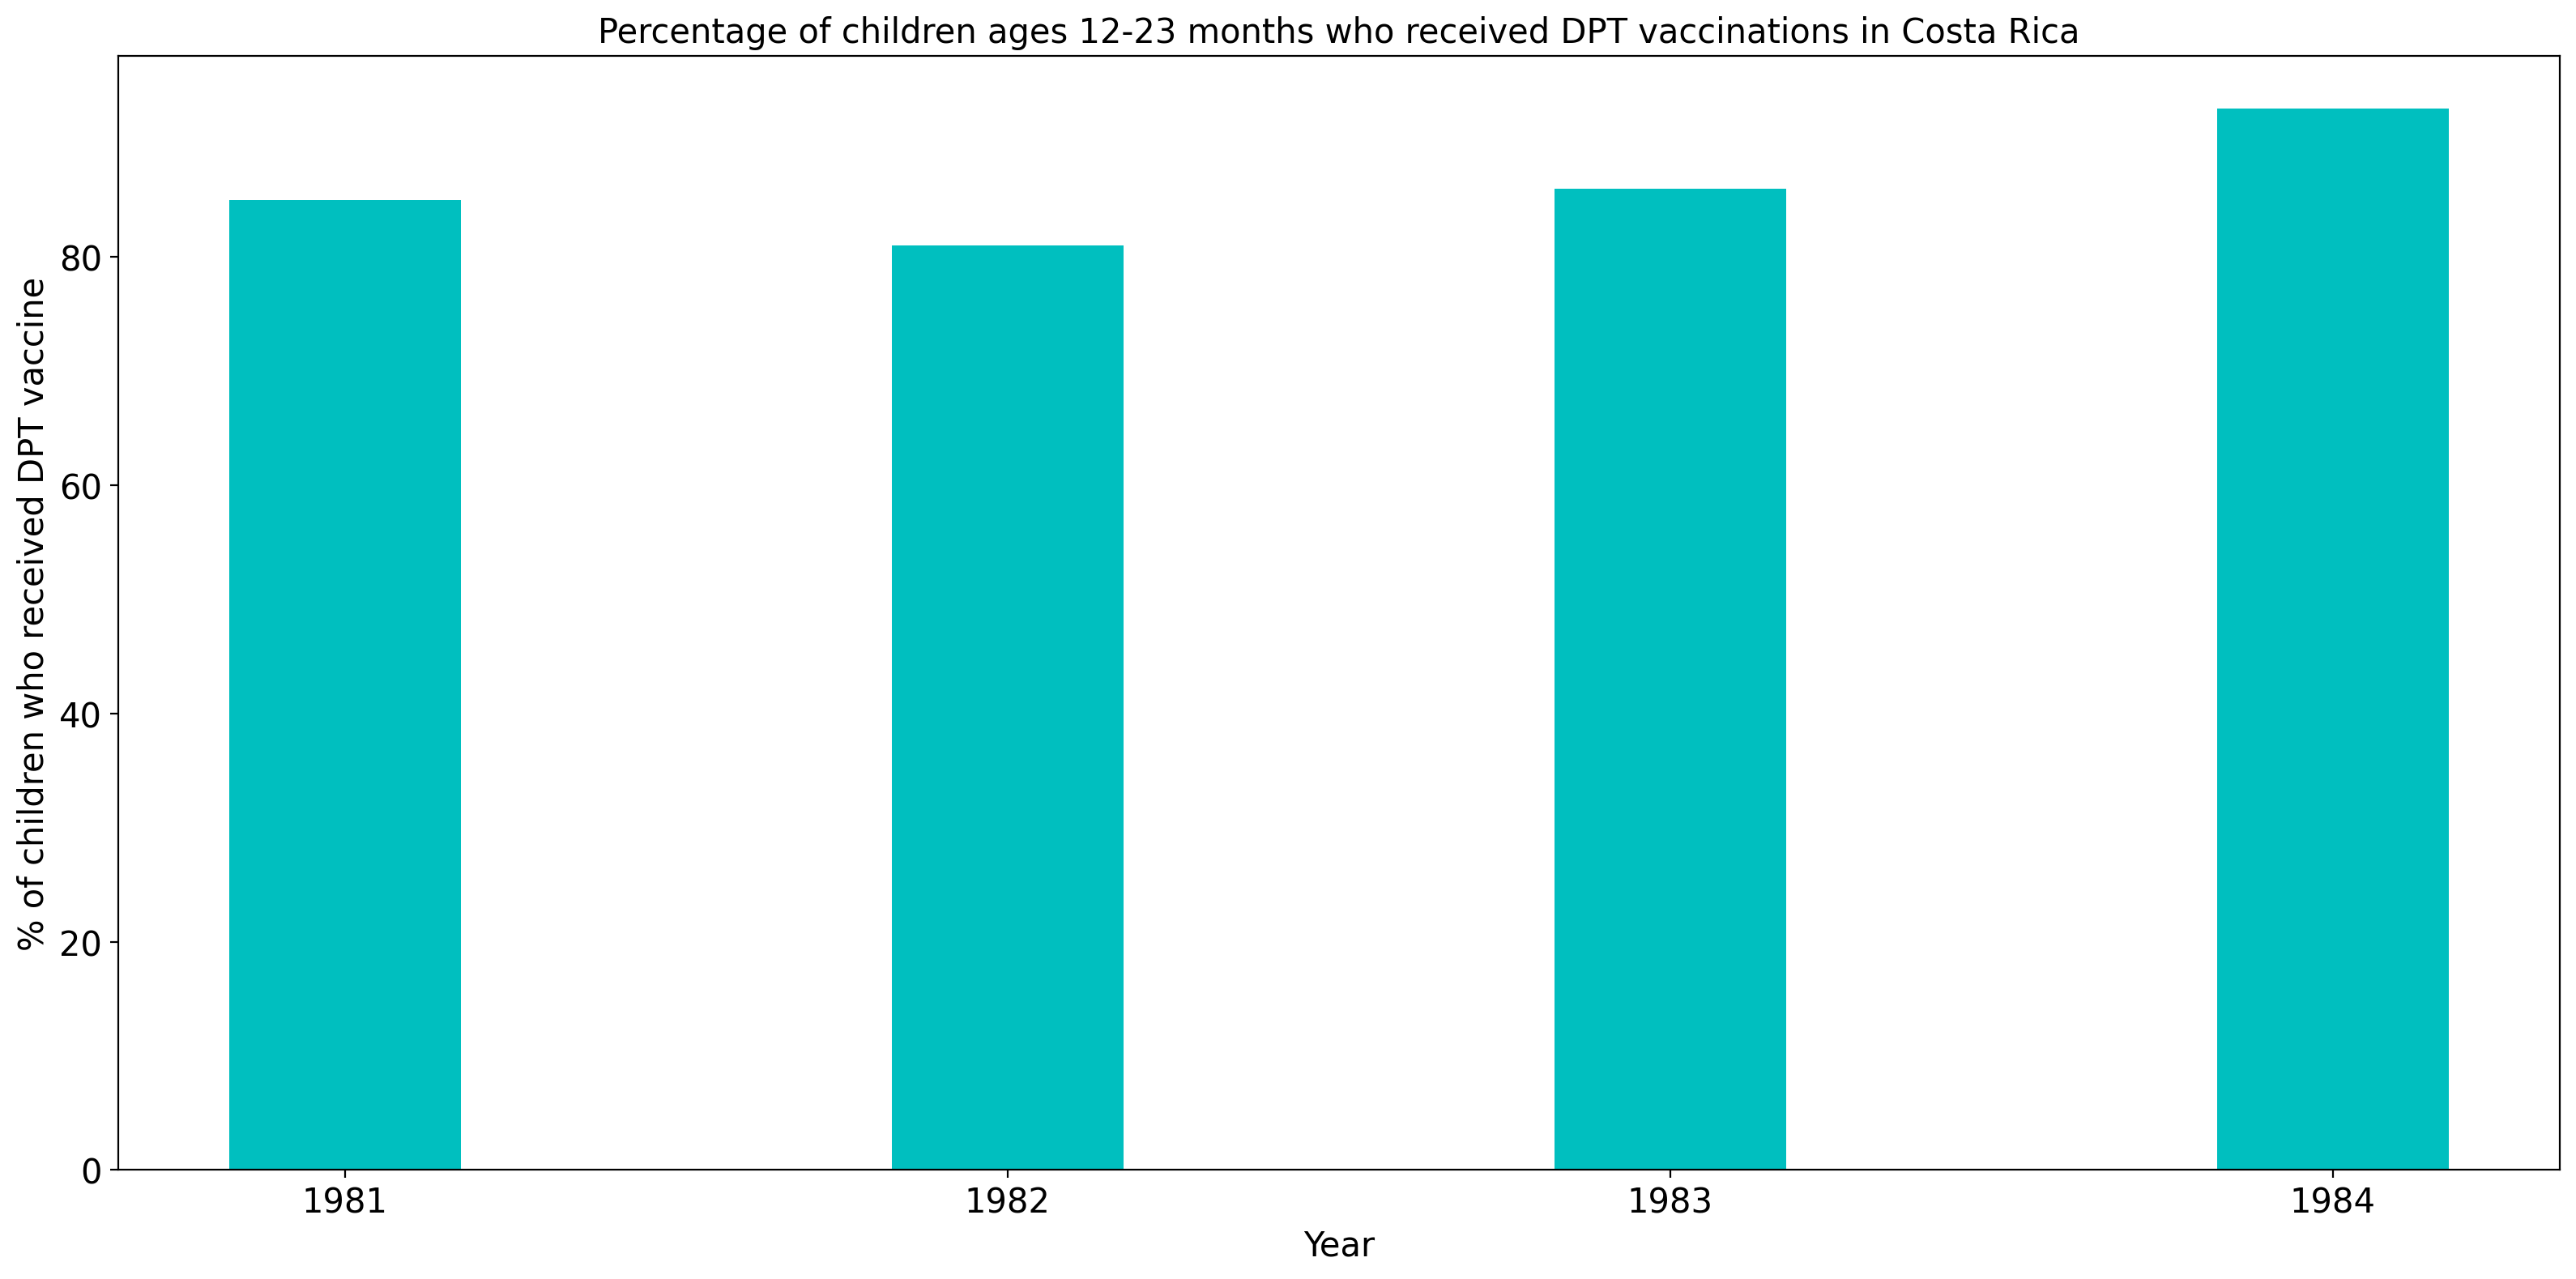 Percentage of children ages 12-23 months who received DPT vaccinations in Costa Rica
% of children who received DPT vaccine
80
60
40
20
0
1981 1982 1983 1984
Year